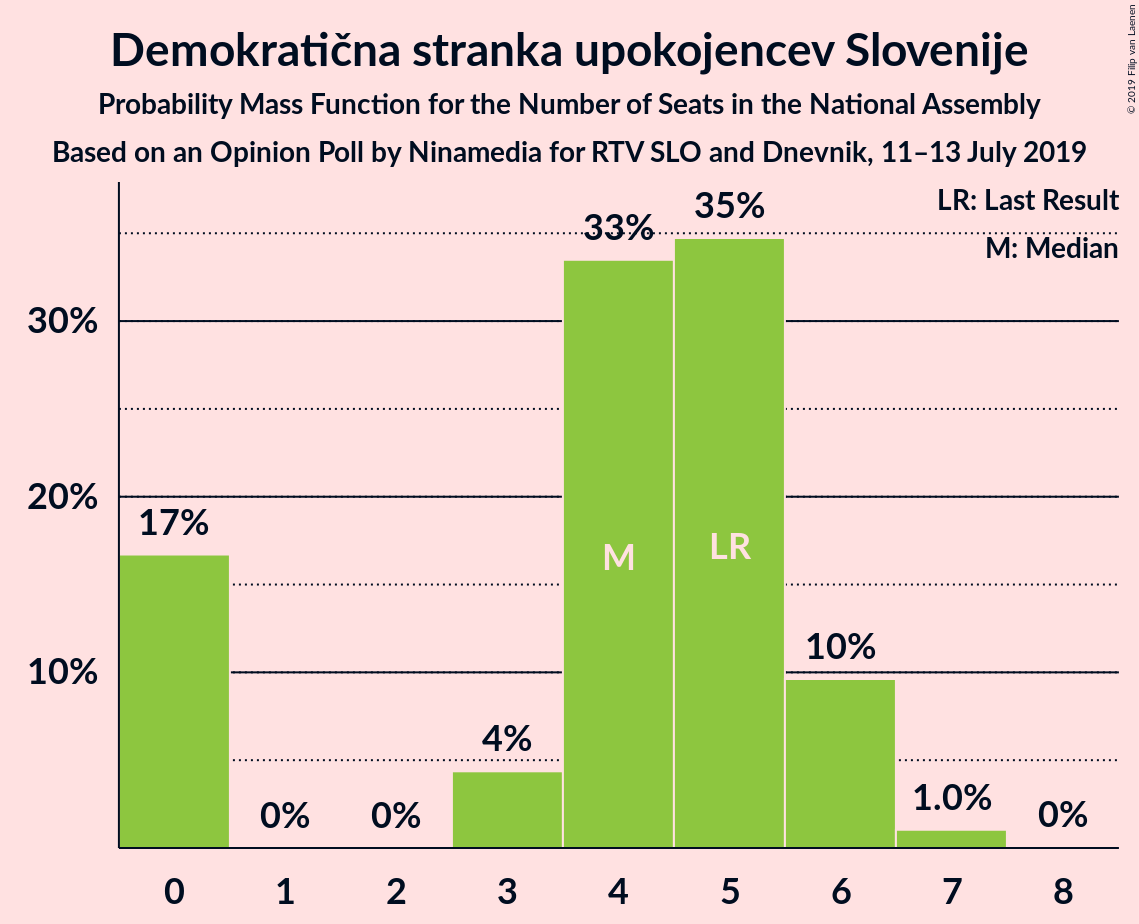 Demokratična stranka upokojencev Slovenije
Probability Mass Function for the Number of Seats in the National Assembly
Based on an Opinion Poll by Ninamedia for RTV SLO and Dnevnik, 11–13 July 2019
© 2019 Filip van Laenen
LR: Last Result
M: Median
35%
33%
30%
20%
17%
M
LR
10%
10%
4%
0%
0%
1.0%
0%
0 1 2 3 4 5 6 7 8